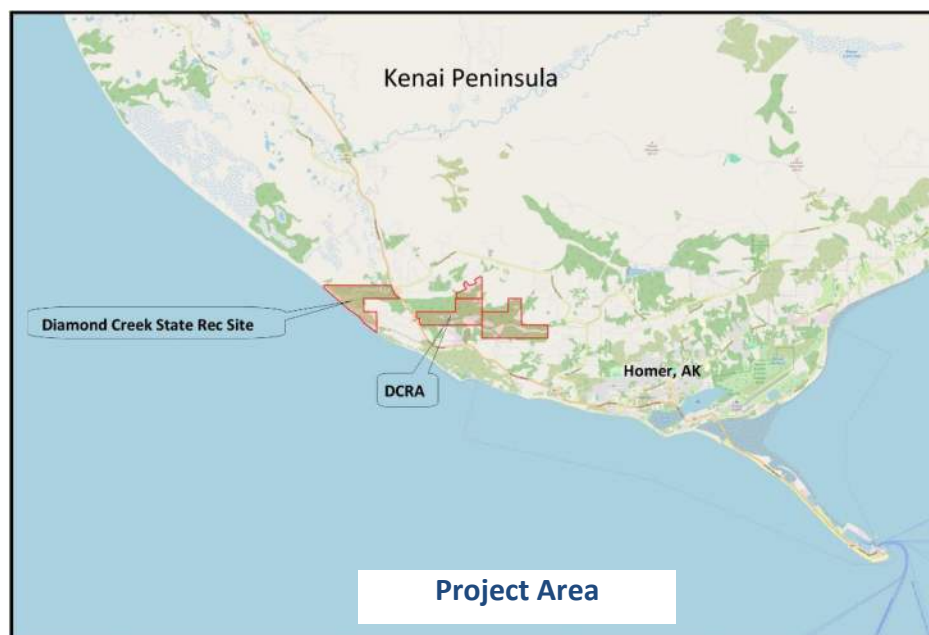 Kenai Peninsula
Diamond Creek State Rec Site
DCRA
Homer, AK
Project Area